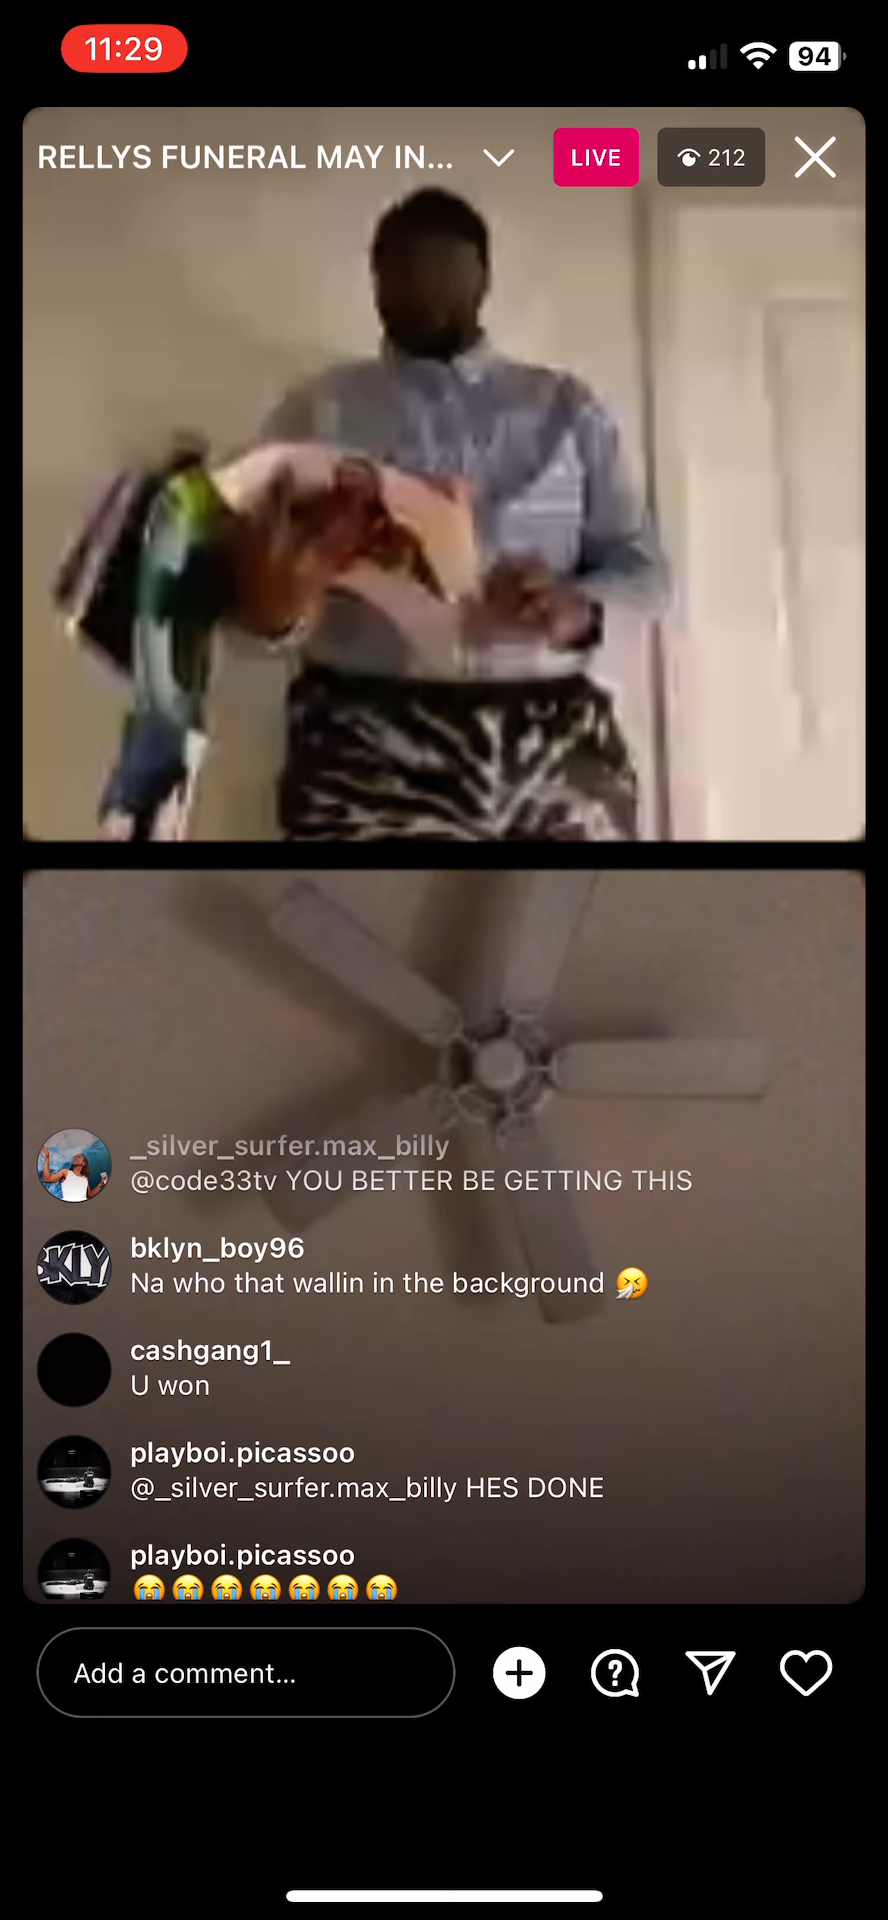 11:29
94
RELLYS FUNERAL MAY IN...
LIVE
212
_silver_surfer.max_billy
@code33tv YOU BETTER BE GETTING THIS
bklyn_boy96
Na who that wallin in the background 🤧
cashgang1_
U won
playboi.picassoo
@_silver_surfer.max_billy HES DONE
playboi.picassoo
😭😭😭😭😭😭😭
Add a comment...